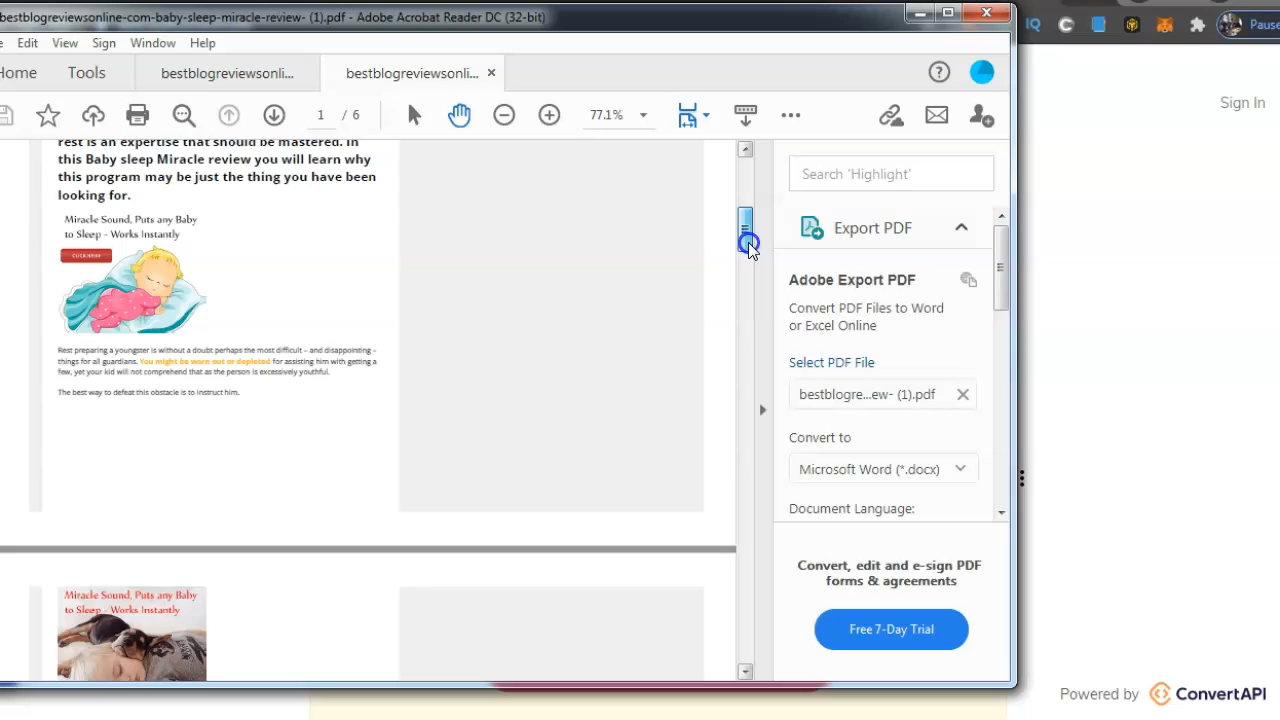 bestblogreviewsonline-com-baby-sleep-miracle-review- (1).pdf - Adobe Acrobat Reader DC (32-bit)
Edit View Sign Window Help
Home Tools bestblogreviewsonli... bestblogreviewsonli... ×
1 / 6 77.1%
IQ
Pause
Sign In
rest is an expertise that should be mastered. In
this Baby sleep Miracle review you will learn why
this program may be just the thing you have been
looking for.
Miracle Sound, Puts any Baby
to Sleep - Works Instantly
CLICK HERE
Rest preparing a youngster is without a doubt perhaps the most difficult – and disappointing –
things for all guardians. You might be worn out or depleted for assisting him with getting a
few, yet your kid will not comprehend that as the person is excessively youthful.
The best way to defeat this obstacle is to instruct him.
Miracle Sound, Puts any Baby
to Sleep - Works Instantly
Search 'Highlight'
Export PDF
Adobe Export PDF
Convert PDF Files to Word
or Excel Online
Select PDF File
bestblogre...ew- (1).pdf
Convert to
Microsoft Word (*.docx)
Document Language:
Convert, edit and e-sign PDF
forms & agreements
Free 7-Day Trial
Powered by ConvertAPI